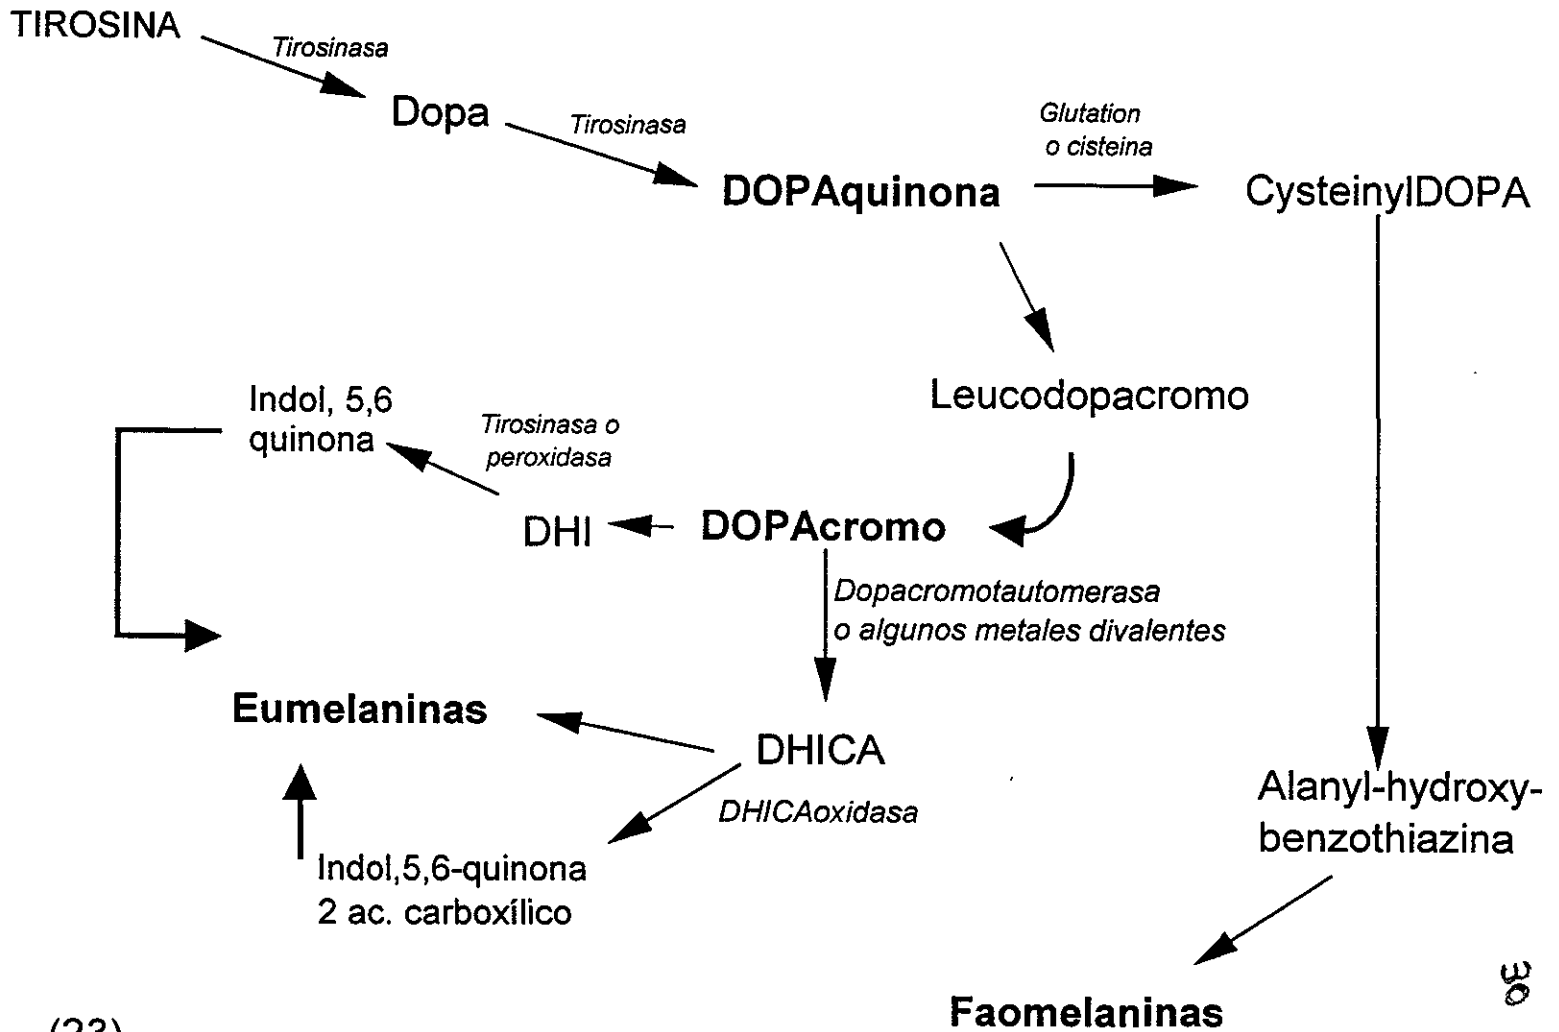 TIROSINA
Tirosinasa
Dopa
Tirosinasa
DOPAquinona
Glutation
o cisteina
CysteinylDOPA
Leucodopacromo
Indol, 5,6
quinona
Tirosinasa o
peroxidasa
DHI
DOPAcromo
Dopacromotautomerasa
o algunos metales divalentes
Eumelaninas
DHICA
DHICAoxidasa
Indol,5,6-quinona
2 ac. carboxílico
Alanyl-hydroxy-
benzothiazina
Faomelaninas
30
(23)